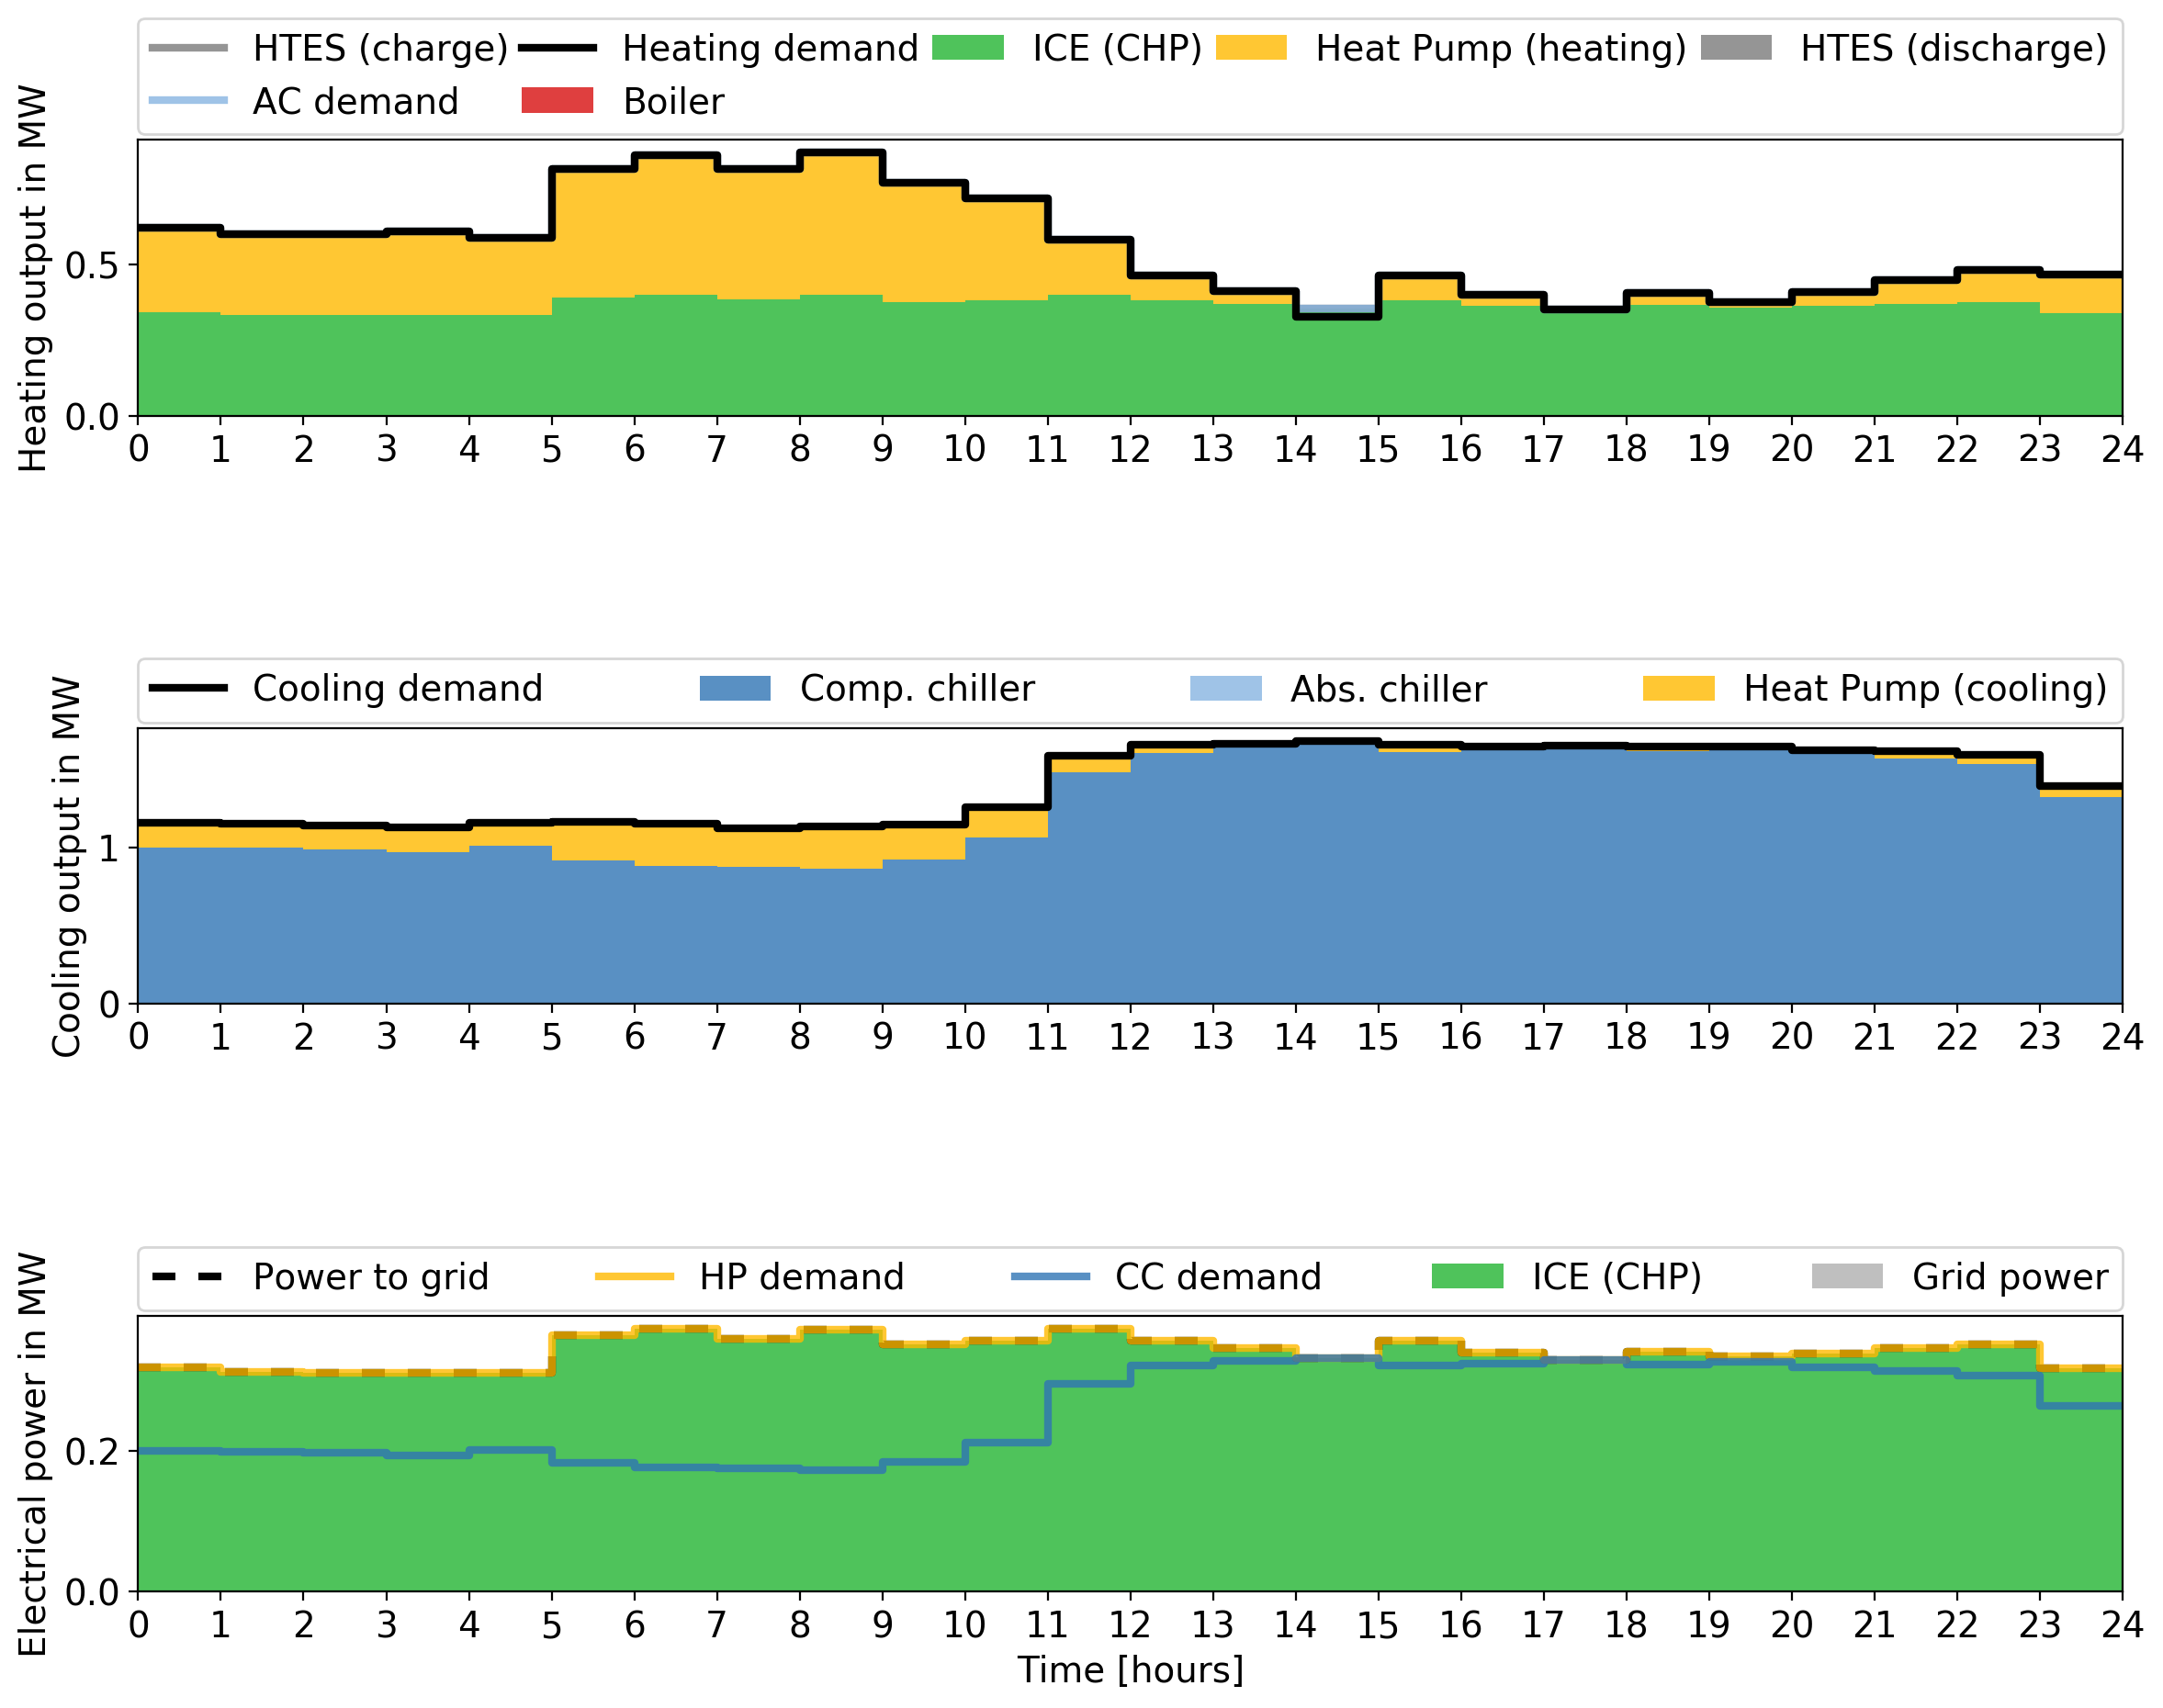 HTES (charge) Heating demand ICE (CHP) Heat Pump (heating) HTES (discharge)
AC demand Boiler
Heating output in MW
0.5
0.0
0 1 2 3 4 5 6 7 8 9 10 11 12 13 14 15 16 17 18 19 20 21 22 23 24
Cooling demand Comp. chiller Abs. chiller Heat Pump (cooling)
Cooling output in MW
1
0
0 1 2 3 4 5 6 7 8 9 10 11 12 13 14 15 16 17 18 19 20 21 22 23 24
Power to grid HP demand CC demand ICE (CHP) Grid power
Electrical power in MW
0.2
0.0
0 1 2 3 4 5 6 7 8 9 10 11 12 13 14 15 16 17 18 19 20 21 22 23 24
Time [hours]